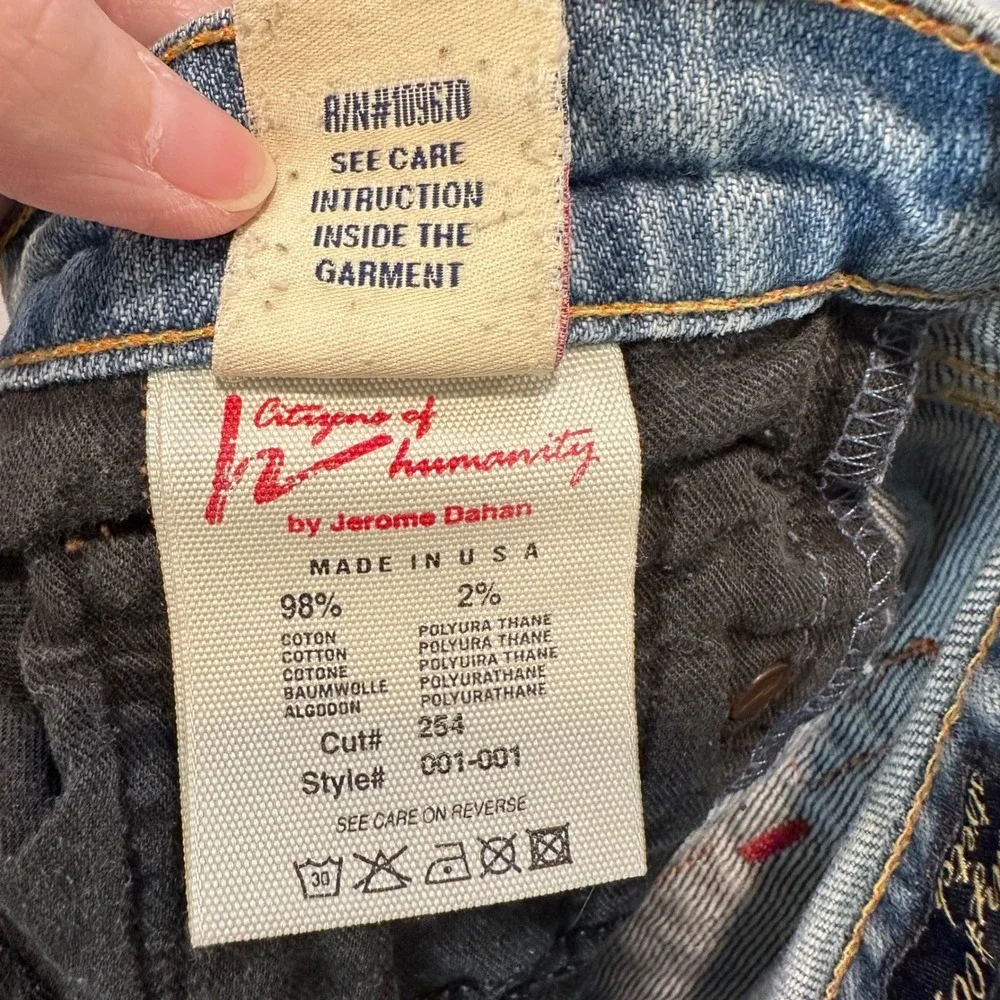 R/N#109670
SEE CARE
INTRUCTION
INSIDE THE
GARMENT
Citizens of
humanity
by Jerome Dahan
MADE IN U S A
98% 2%
COTON POLYURA THANE
COTTON POLYURA THANE
COTONE POLYUIRA THANE
BAUMWOLLE POLYURATHANE
ALGODON POLYURATHANE
Cut# 254
Style# 001-001
SEE CARE ON REVERSE
30